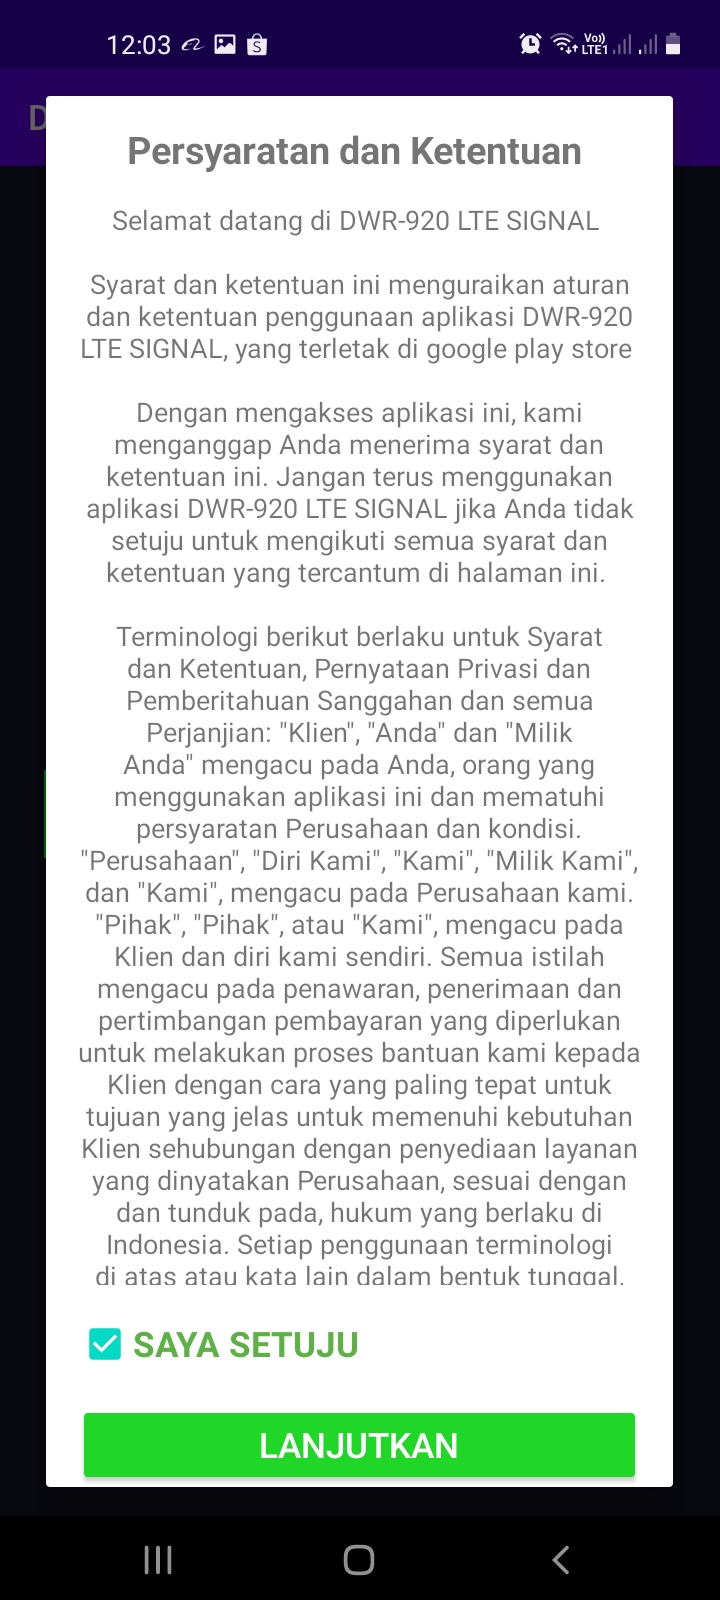 12:03
Vo))
LTE1
D
Persyaratan dan Ketentuan
Selamat datang di DWR-920 LTE SIGNAL
Syarat dan ketentuan ini menguraikan aturan
dan ketentuan penggunaan aplikasi DWR-920
LTE SIGNAL, yang terletak di google play store
Dengan mengakses aplikasi ini, kami
menganggap Anda menerima syarat dan
ketentuan ini. Jangan terus menggunakan
aplikasi DWR-920 LTE SIGNAL jika Anda tidak
setuju untuk mengikuti semua syarat dan
ketentuan yang tercantum di halaman ini.
Terminologi berikut berlaku untuk Syarat
dan Ketentuan, Pernyataan Privasi dan
Pemberitahuan Sanggahan dan semua
Perjanjian: "Klien", "Anda" dan "Milik
Anda" mengacu pada Anda, orang yang
menggunakan aplikasi ini dan mematuhi
persyaratan Perusahaan dan kondisi.
"Perusahaan", "Diri Kami", "Kami", "Milik Kami",
dan "Kami", mengacu pada Perusahaan kami.
"Pihak", "Pihak", atau "Kami", mengacu pada
Klien dan diri kami sendiri. Semua istilah
mengacu pada penawaran, penerimaan dan
pertimbangan pembayaran yang diperlukan
untuk melakukan proses bantuan kami kepada
Klien dengan cara yang paling tepat untuk
tujuan yang jelas untuk memenuhi kebutuhan
Klien sehubungan dengan penyediaan layanan
yang dinyatakan Perusahaan, sesuai dengan
dan tunduk pada, hukum yang berlaku di
Indonesia. Setiap penggunaan terminologi
di atas atau kata lain dalam bentuk tunggal,
SAYA SETUJU
LANJUTKAN